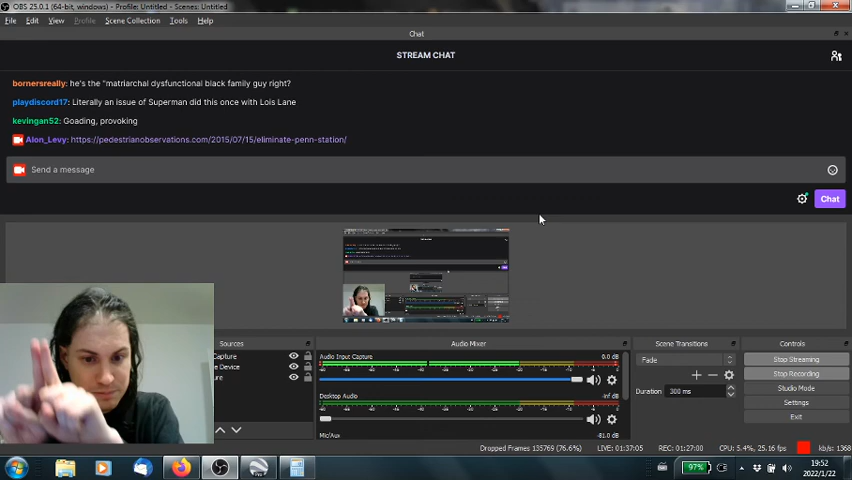 OBS 25.0.1 (64-bit, windows) - Profile: Untitled - Scenes: Untitled
File Edit View Profile Scene Collection Tools Help
Chat
STREAM CHAT
bornersreally: he's the "matriarchal dysfunctional black family guy right?
playdiscord17: Literally an issue of Superman did this once with Lois Lane
kevingan52: Goading, provoking
Alon_Levy: https://pedestrianobservations.com/2015/07/15/eliminate-penn-station/
Send a message
Chat
Sources
Audio Mixer
Scene Transitions
Controls
Capture
Audio Input Capture
0.0 dB
Fade
Stop Streaming
e Device
Stop Recording
ure
Duration
300 ms
Studio Mode
Desktop Audio
-inf dB
Settings
Exit
Mic/Aux
-81.0 dB
Dropped Frames 135769 (76.6%)
LIVE: 01:37:05
REC: 01:27:00
CPU: 5.4%, 25.16 fps
kb/s: 1368
97%
19:52
2022/1/22